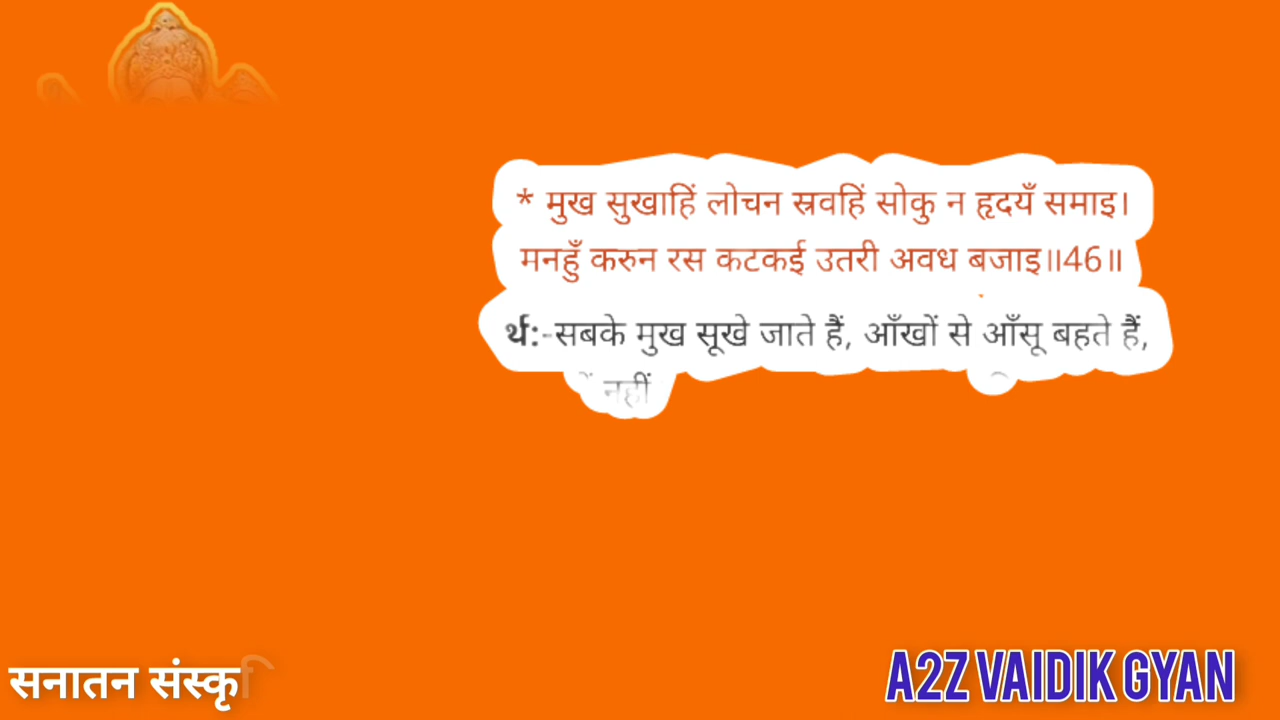 * मुख सुखाहिं लोचन स्रवहिं सोकु न हृदयँ समाइ।
मनहुँ करुन रस कटकई उतरी अवध बजाइ॥46॥
र्थ:-सबके मुख सूखे जाते हैं, आँखों से आँसू बहते हैं,
नहीं
सनातन संस्कृ
A2Z VAIDIK GYAN